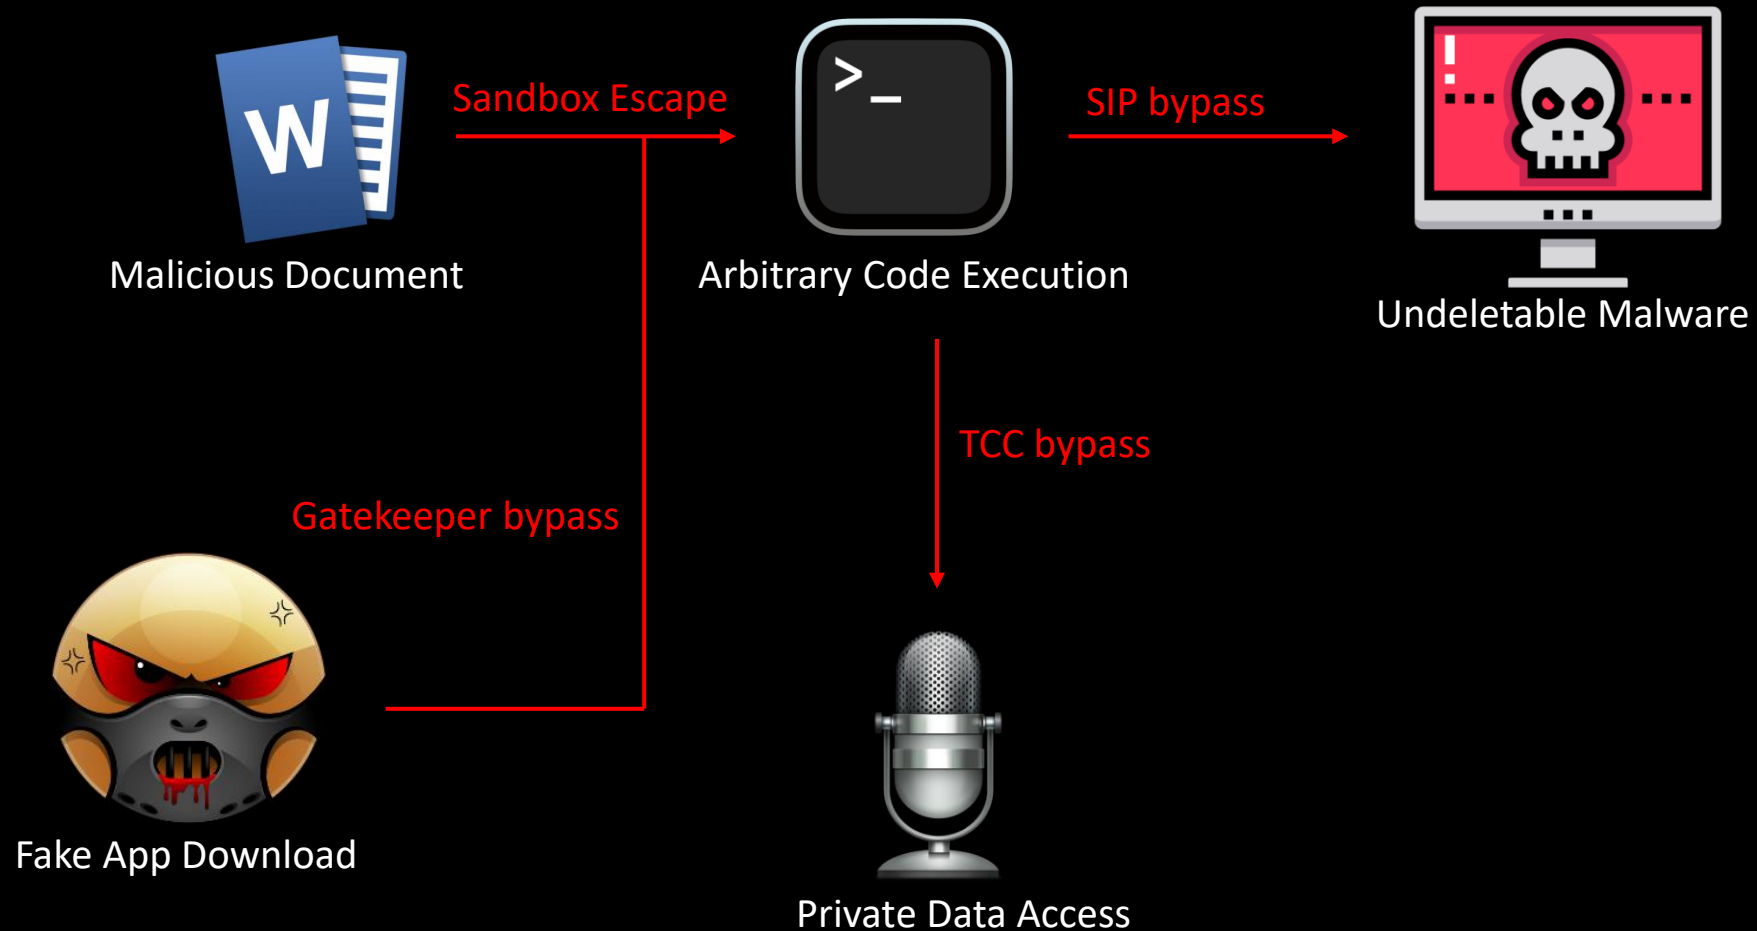 W
Sandbox Escape
>_
SIP bypass
!
Malicious Document
Arbitrary Code Execution
Undeletable Malware
TCC bypass
Gatekeeper bypass
Fake App Download
Private Data Access